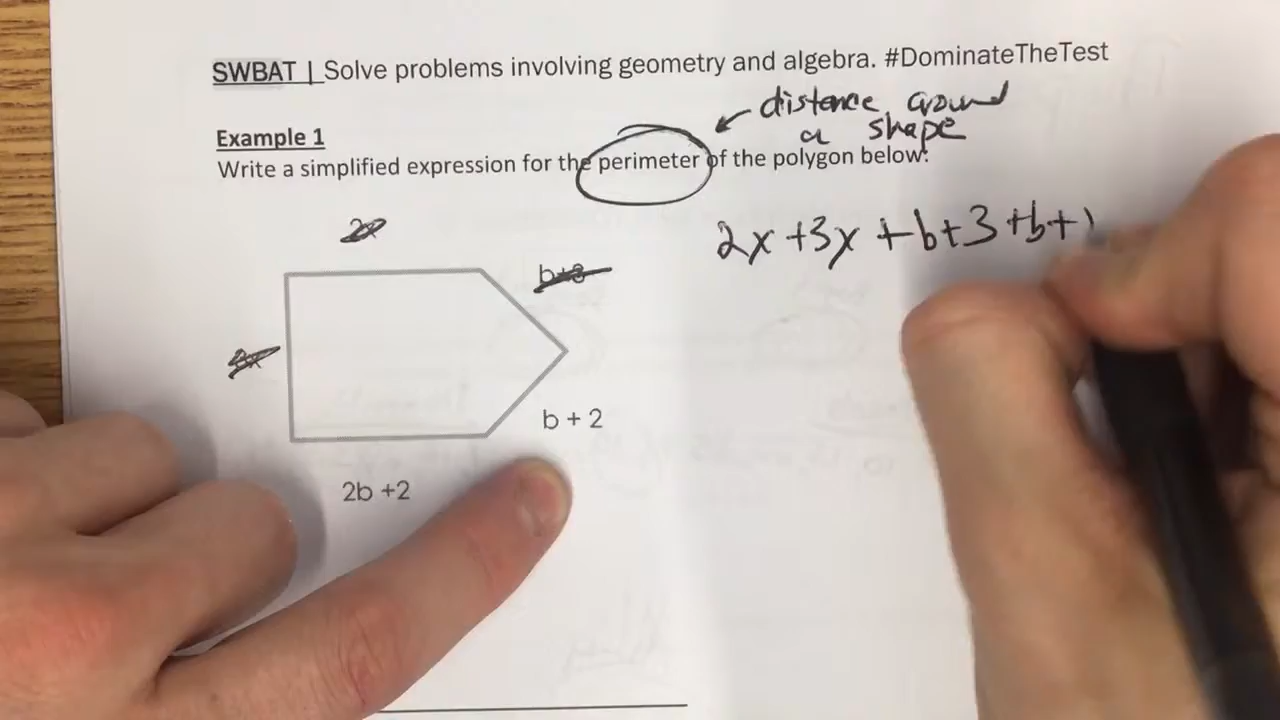 SWBAT | Solve problems involving geometry and algebra. #DominateTheTest
distance around
a shape
Example 1
Write a simplified expression for the perimeter of the polygon below:
2x + 3x + b + 3 + b +
b+3
b + 2
2b +2